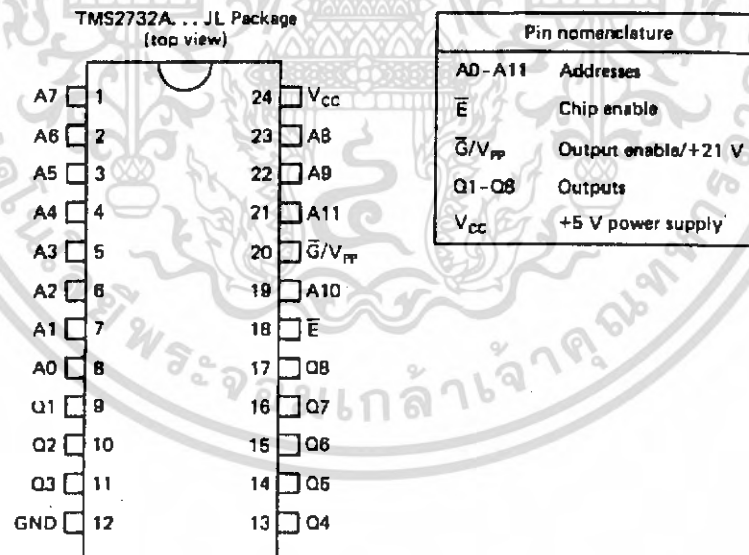 TMS2732A... JL Package
(top view)
A7 1 24 VCC
A6 2 23 A8
A5 3 22 A9
A4 4 21 A11
A3 5 20 G̅/VPP
A2 6 19 A10
A1 7 18 E̅
A0 8 17 Q8
Q1 9 16 Q7
Q2 10 15 Q6
Q3 11 14 Q5
GND 12 13 Q4
Pin nomenclature
A0-A11 Addresses
E̅ Chip enable
G̅/VPP Output enable/+21 V
Q1-Q8 Outputs
VCC +5 V power supply